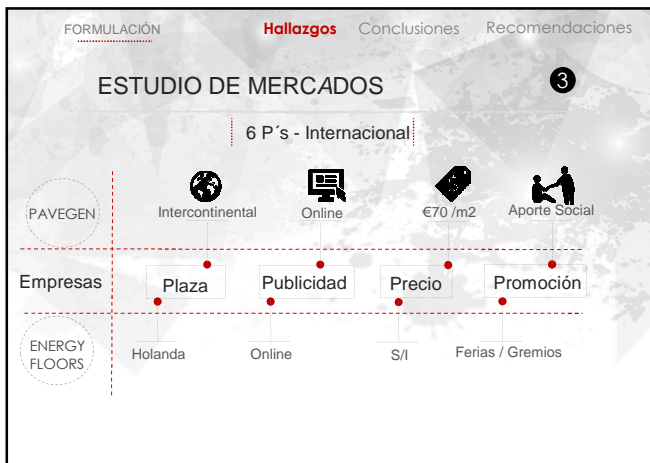 FORMULACIÓN Hallazgos Conclusiones Recomendaciones
ESTUDIO DE MERCADOS 3
6 P´s - Internacional
PAVEGEN Intercontinental Online €70 /m2 Aporte Social
Empresas Plaza Publicidad Precio Promoción
ENERGY
FLOORS Holanda Online S/I Ferias / Gremios